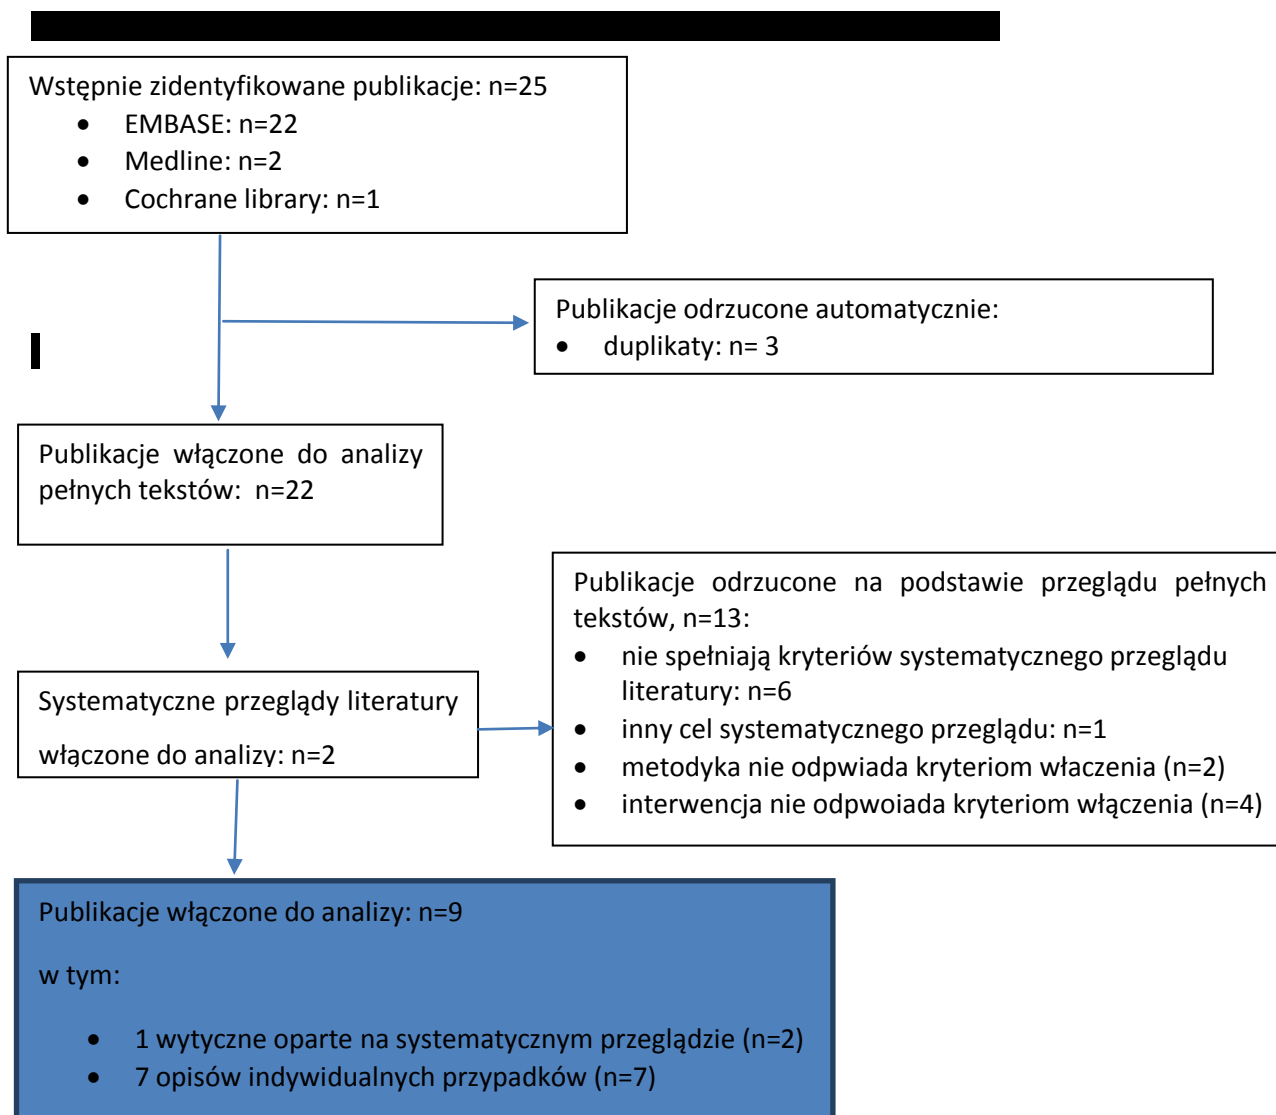 Wstępnie zidentyfikowane publikacje: n=25
• EMBASE: n=22
• Medline: n=2
• Cochrane library: n=1
Publikacje odrzucone automatycznie:
• duplikaty: n= 3
Publikacje włączone do analizy
pełnych tekstów: n=22
Publikacje odrzucone na podstawie przeglądu pełnych
tekstów, n=13:
• nie spełniają kryteriów systematycznego przeglądu
literatury: n=6
• inny cel systematycznego przeglądu: n=1
• metodyka nie odpwiada kryteriom właczenia (n=2)
• interwencja nie odpwoiada kryteriom włączenia (n=4)
Systematyczne przeglądy literatury
włączone do analizy: n=2
Publikacje włączone do analizy: n=9
w tym:
• 1 wytyczne oparte na systematycznym przeglądzie (n=2)
• 7 opisów indywidualnych przypadków (n=7)